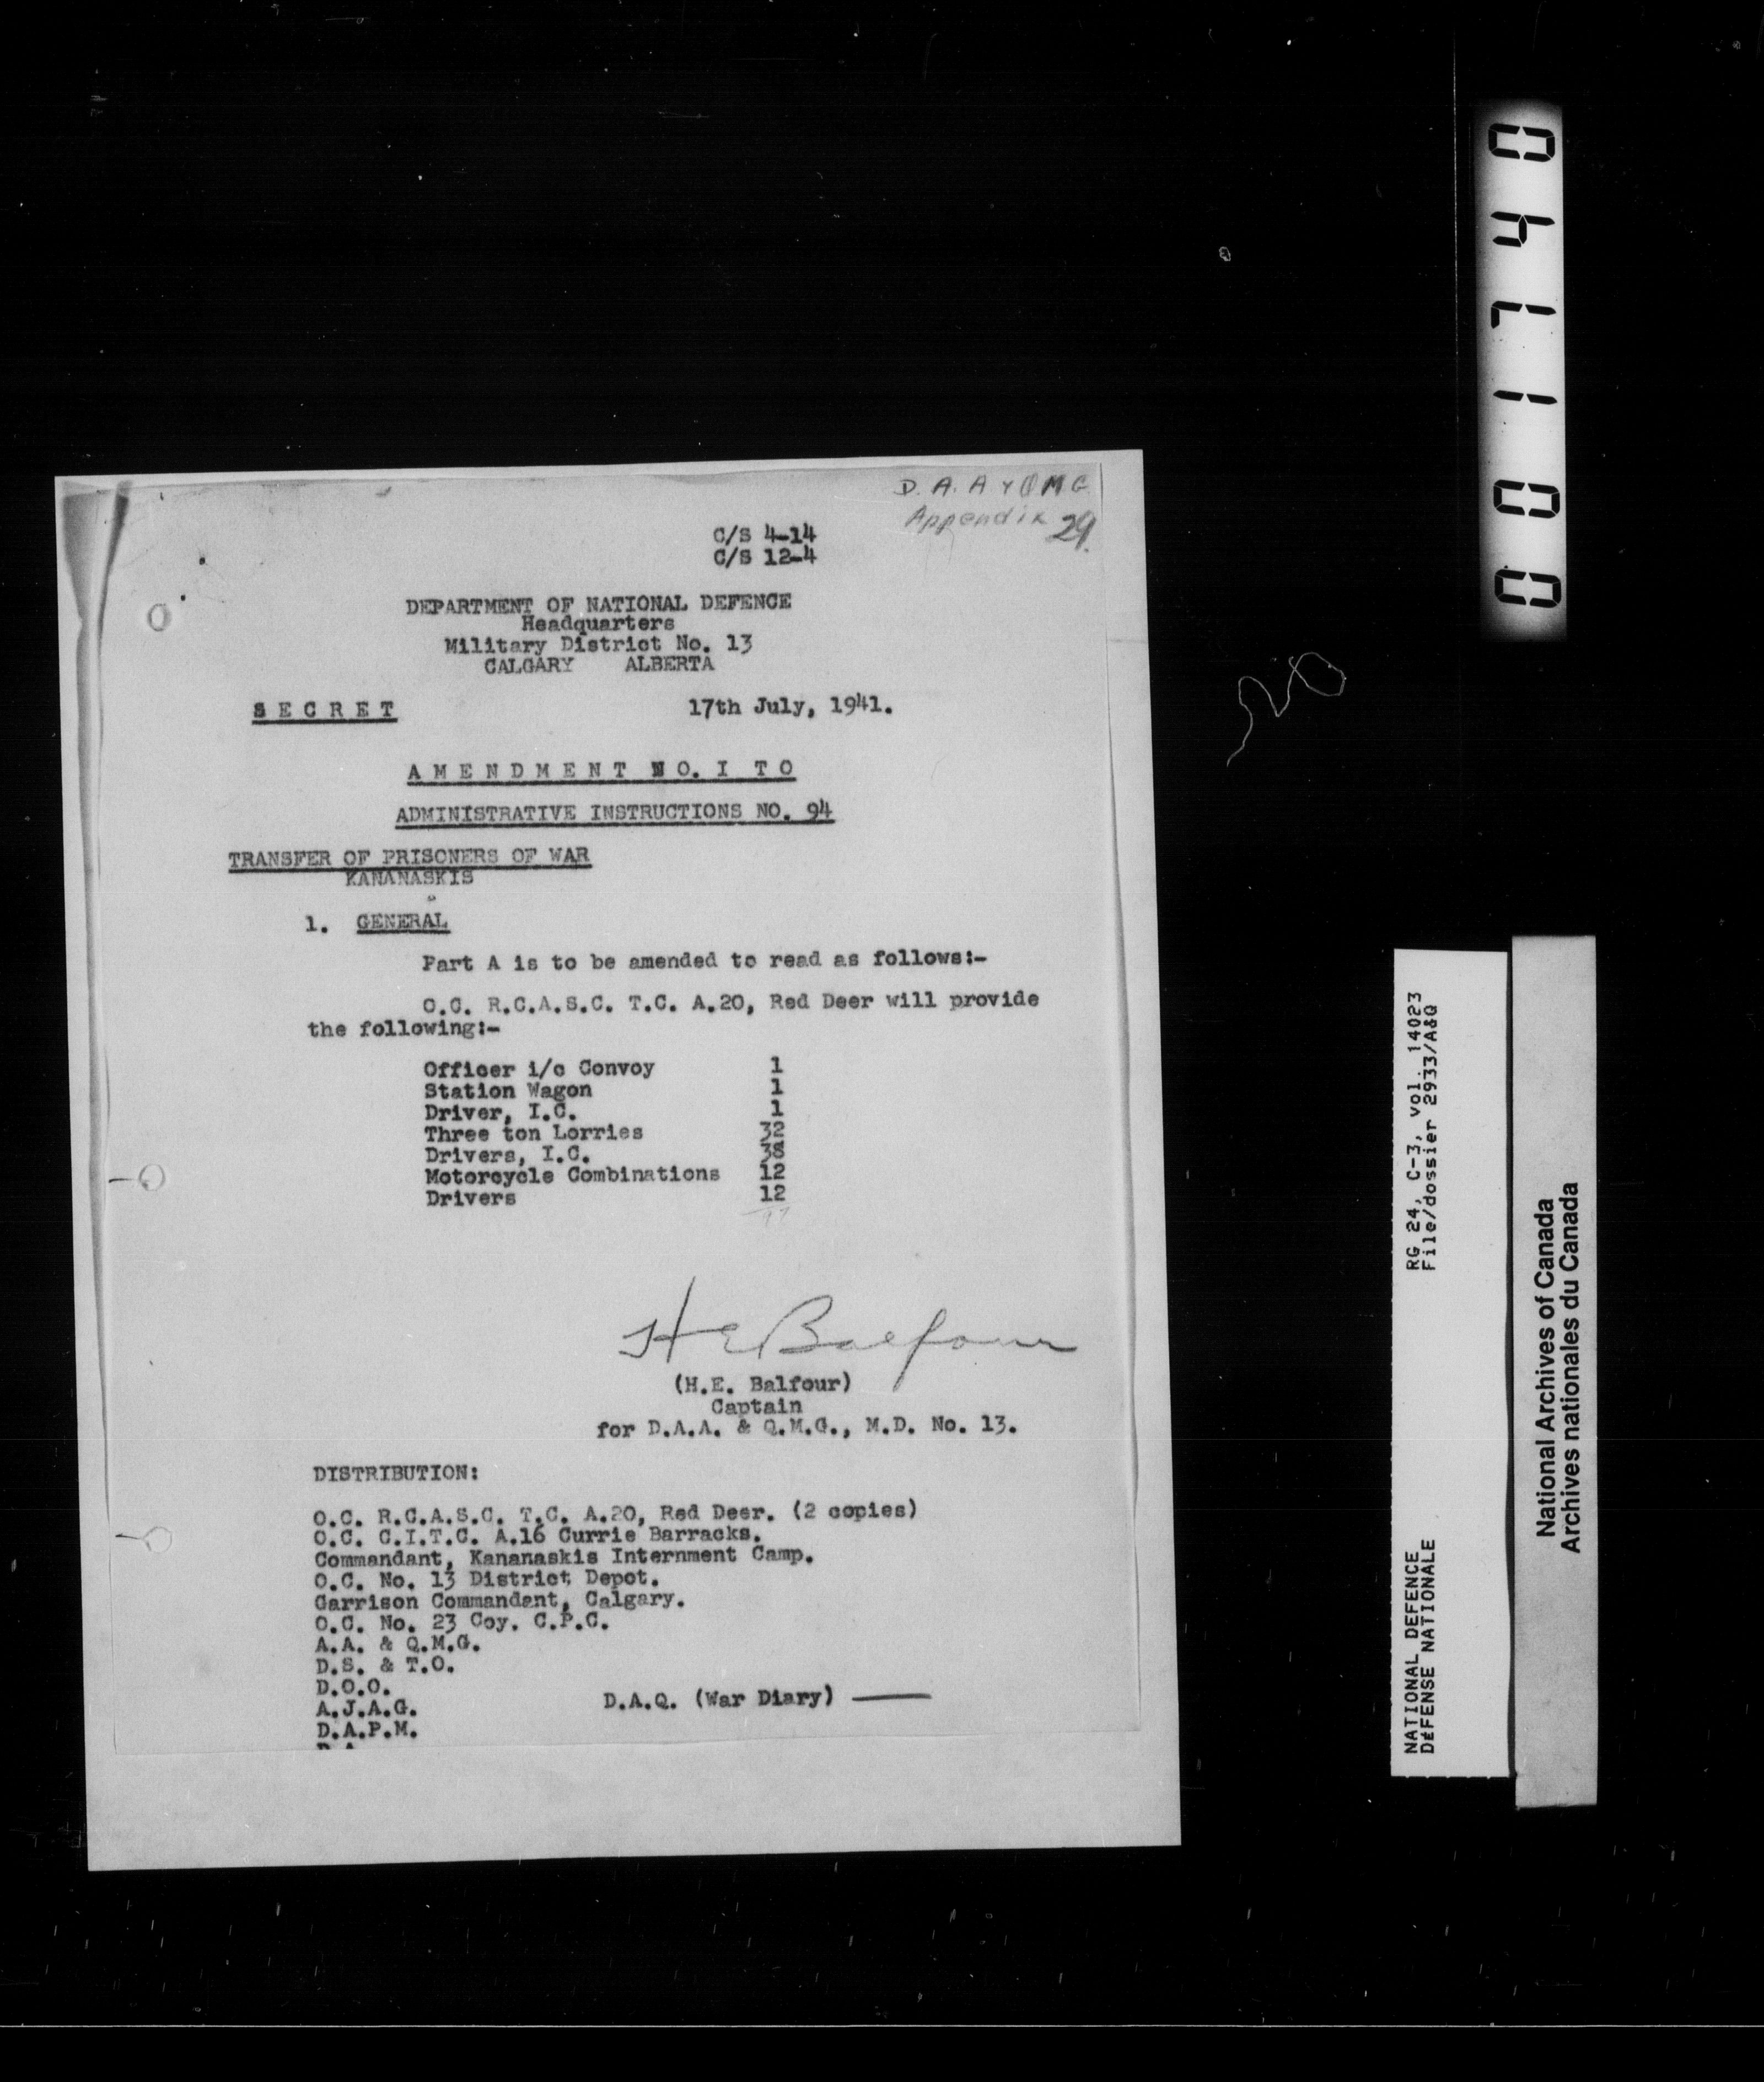 D. A. A Y Q M G
Appendix 29.
C/S 4-14
C/S 12-4
DEPARTMENT OF NATIONAL DEFENCE
Headquarters
Military District No. 13
CALGARY ALBERTA
SECRET 17th July, 1941.
AMENDMENT NO. I TO
ADMINISTRATIVE INSTRUCTIONS NO. 94
TRANSFER OF PRISONERS OF WAR
KANANASKIS
1. GENERAL
Part A is to be amended to read as follows:-
O.C. R.C.A.S.C. T.C. A.20, Red Deer will provide
the following:-
Officer i/c Convoy 1
Station Wagon 1
Driver, I.C. 1
Three ton Lorries 32
Drivers, I.C. 38
Motorcycle Combinations 12
Drivers 12
H E Balfour
(H.E. Balfour)
Captain
for D.A.A. & Q.M.G., M.D. No. 13.
DISTRIBUTION:
O.C. R.C.A.S.C. T.C. A.20, Red Deer. (2 copies)
O.C. C.I.T.C. A.16 Currie Barracks.
Commandant, Kananaskis Internment Camp.
O.C. No. 13 District Depot.
Garrison Commandant, Calgary.
O.C. No. 23 Coy. C.P.C.
A.A. & Q.M.G.
D.S. & T.O.
D.O.O.
A.J.A.G. D.A.Q. (War Diary) ——
D.A.P.M.
001740
NATIONAL DEFENCE RG 24, C-3, vol. 14023
DéFENSE NATIONALE File/dossier 2933/A&Q
National Archives of Canada
Archives nationales du Canada